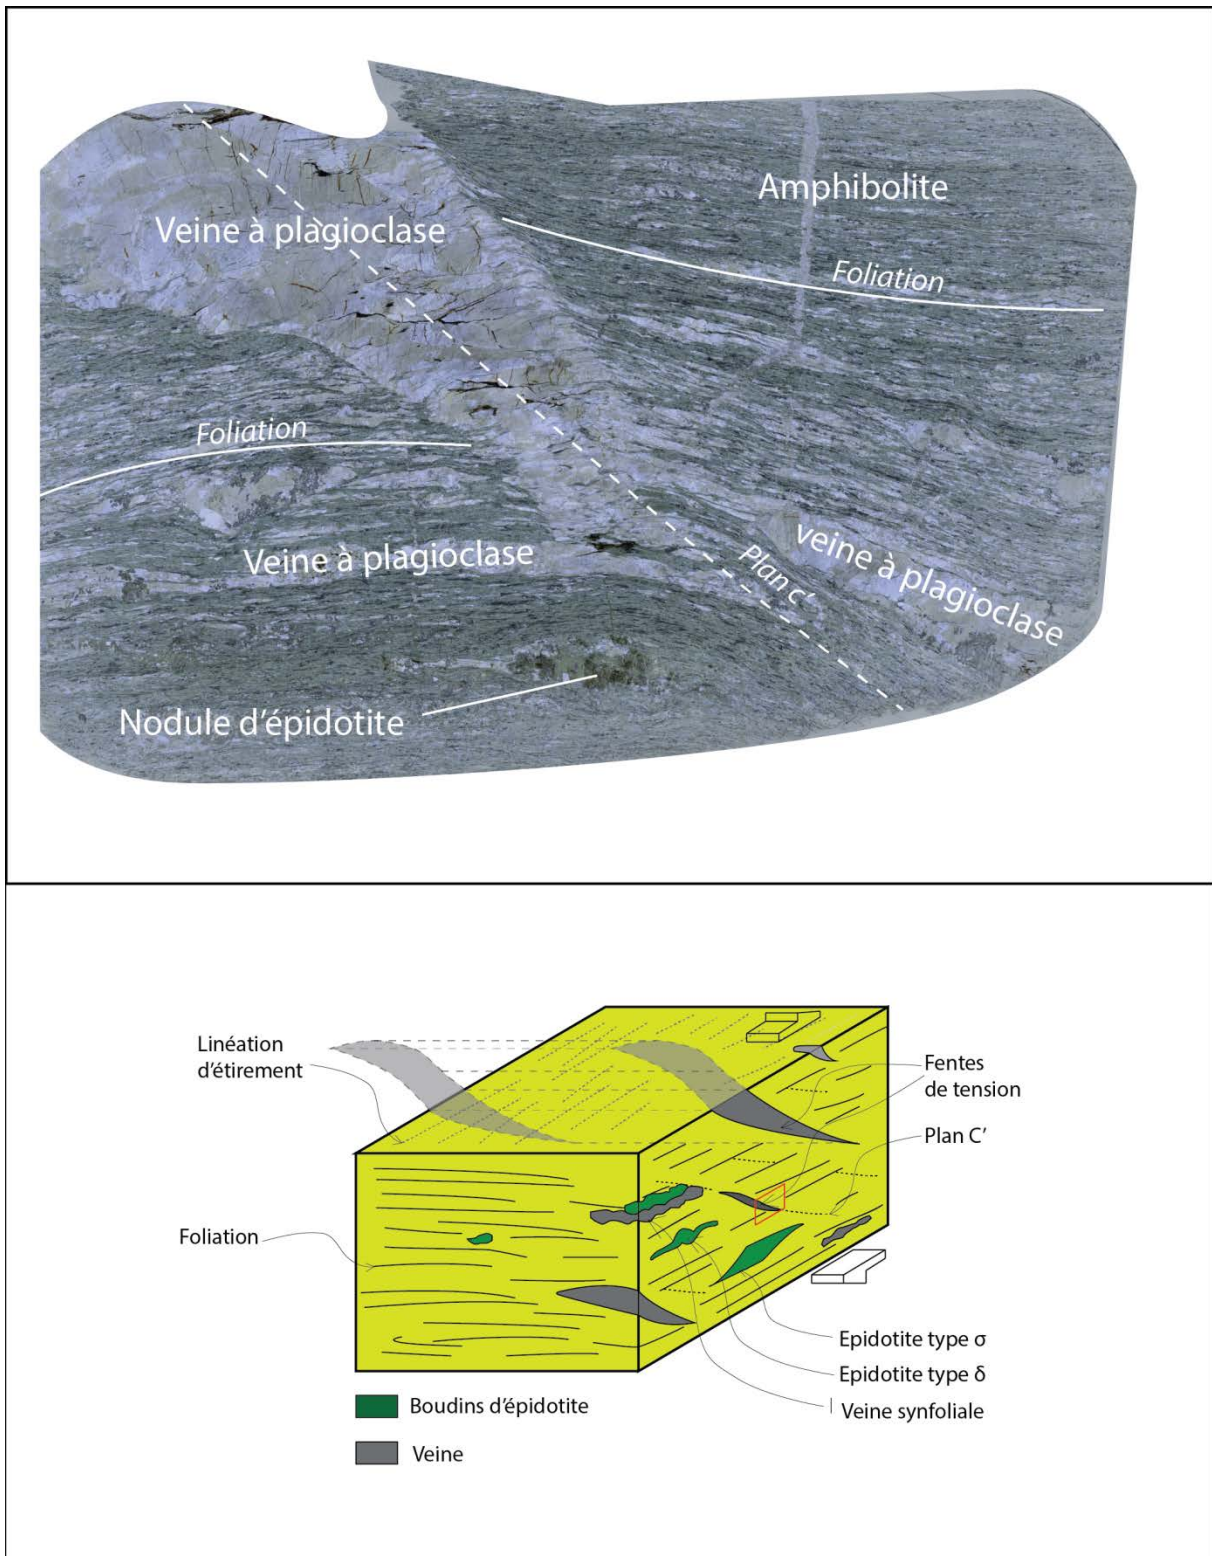 Amphibolite
Veine à plagioclase
Foliation
Foliation
Veine à plagioclase
veine à plagioclase
Plan c'
Nodule d'épidotite
Linéation
d'étirement
Fentes
de tension
Plan C'
Foliation
Epidotite type σ
Epidotite type δ
Veine synfoliale
Boudins d'épidotite
Veine